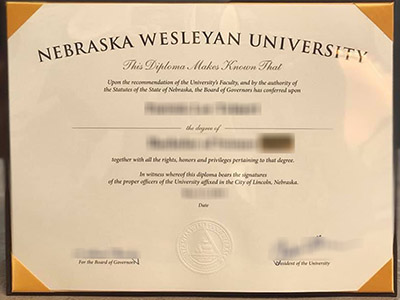 NEBRASKA WESLEYAN UNIVERSITY
This Diploma Makes Known That
Upon the recommendation of the University's Faculty, and by the authority of
the Statutes of the State of Nebraska, the Board of Governors has conferred upon
the degree of
together with all the rights, honors and privileges pertaining to that degree.
In witness whereof this diploma bears the signatures
of the proper officers of the University affixed in the City of Lincoln, Nebraska.
Date
For the Board of Governors
President of the University